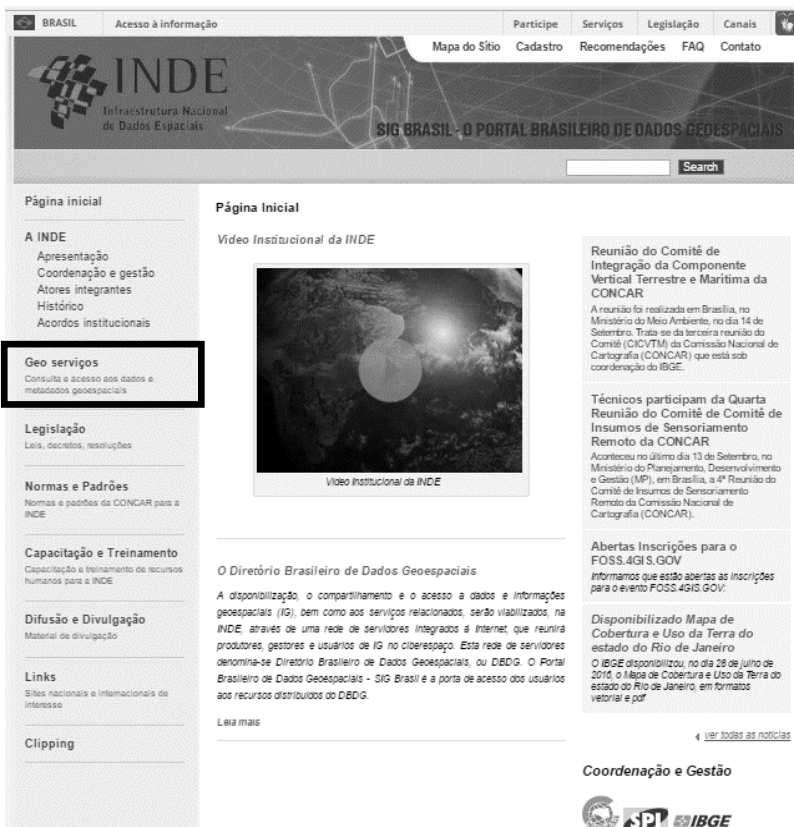 BRASIL Acesso à informação Participe Serviços Legislação Canais
Mapa do Sítio Cadastro Recomendações FAQ Contato
INDE
Infraestrutura Nacional
de Dados Espaciais
SIG BRASIL - O PORTAL BRASILEIRO DE DADOS GEOESPACIAIS
Search
Página inicial
A INDE
Apresentação
Coordenação e gestão
Atores integrantes
Histórico
Acordos institucionais
Geo serviços
Consulta e acesso aos dados e
metadados geoespaciais
Legislação
Leis, decretos, resoluções
Normas e Padrões
Normas e padrões da CONCAR para a
INDE
Capacitação e Treinamento
Capacitação e treinamento de recursos
humanos para a INDE
Difusão e Divulgação
Material de divulgação
Links
Sites nacionais e internacionais de
interesse
Clipping
Página Inicial
Vídeo Institucional da INDE
Vídeo Institucional da INDE
O Diretório Brasileiro de Dados Geoespaciais
A disponibilização, o compartilhamento e o acesso a dados e informações
geoespaciais (IG), bem como aos serviços relacionados, serão viabilizados, na
INDE, através de uma rede de servidores integrados à Internet, que reunirá
produtores, gestores e usuários de IG no ciberespaço. Esta rede de servidores
denomina-se Diretório Brasileiro de Dados Geoespaciais, ou DBDG. O Portal
Brasileiro de Dados Geoespaciais - SIG Brasil é a porta de acesso dos usuários
aos recursos distribuídos do DBDG.
Leia mais
Reunião do Comitê de
Integração da Componente
Vertical Terrestre e Marítima da
CONCAR
A reunião foi realizada em Brasília, no
Ministério do Meio Ambiente, no dia 14 de
Setembro. Trata-se da terceira reunião do
Comitê (CICVTM) da Comissão Nacional de
Cartografia (CONCAR) que está sob
coordenação do IBGE.
Técnicos participam da Quarta
Reunião do Comitê de Comitê de
Insumos de Sensoriamento
Remoto da CONCAR
Aconteceu no último dia 13 de Setembro, no
Ministério do Planejamento, Desenvolvimento
e Gestão (MP), em Brasília, a 4ª Reunião do
Comitê de Insumos de Sensoriamento
Remoto da Comissão Nacional de
Cartografia (CONCAR).
Abertas Inscrições para o
FOSS.4GIS.GOV
Informamos que estão abertas as inscrições
para o evento FOSS.4GIS.GOV:
Disponibilizado Mapa de
Cobertura e Uso da Terra do
estado do Rio de Janeiro
O IBGE disponibilizou, no dia 28 de julho de
2016, o Mapa de Cobertura e Uso da Terra do
estado do Rio de Janeiro, em formatos
vetorial e pdf
ver todas as notícias
Coordenação e Gestão
SPI IBGE